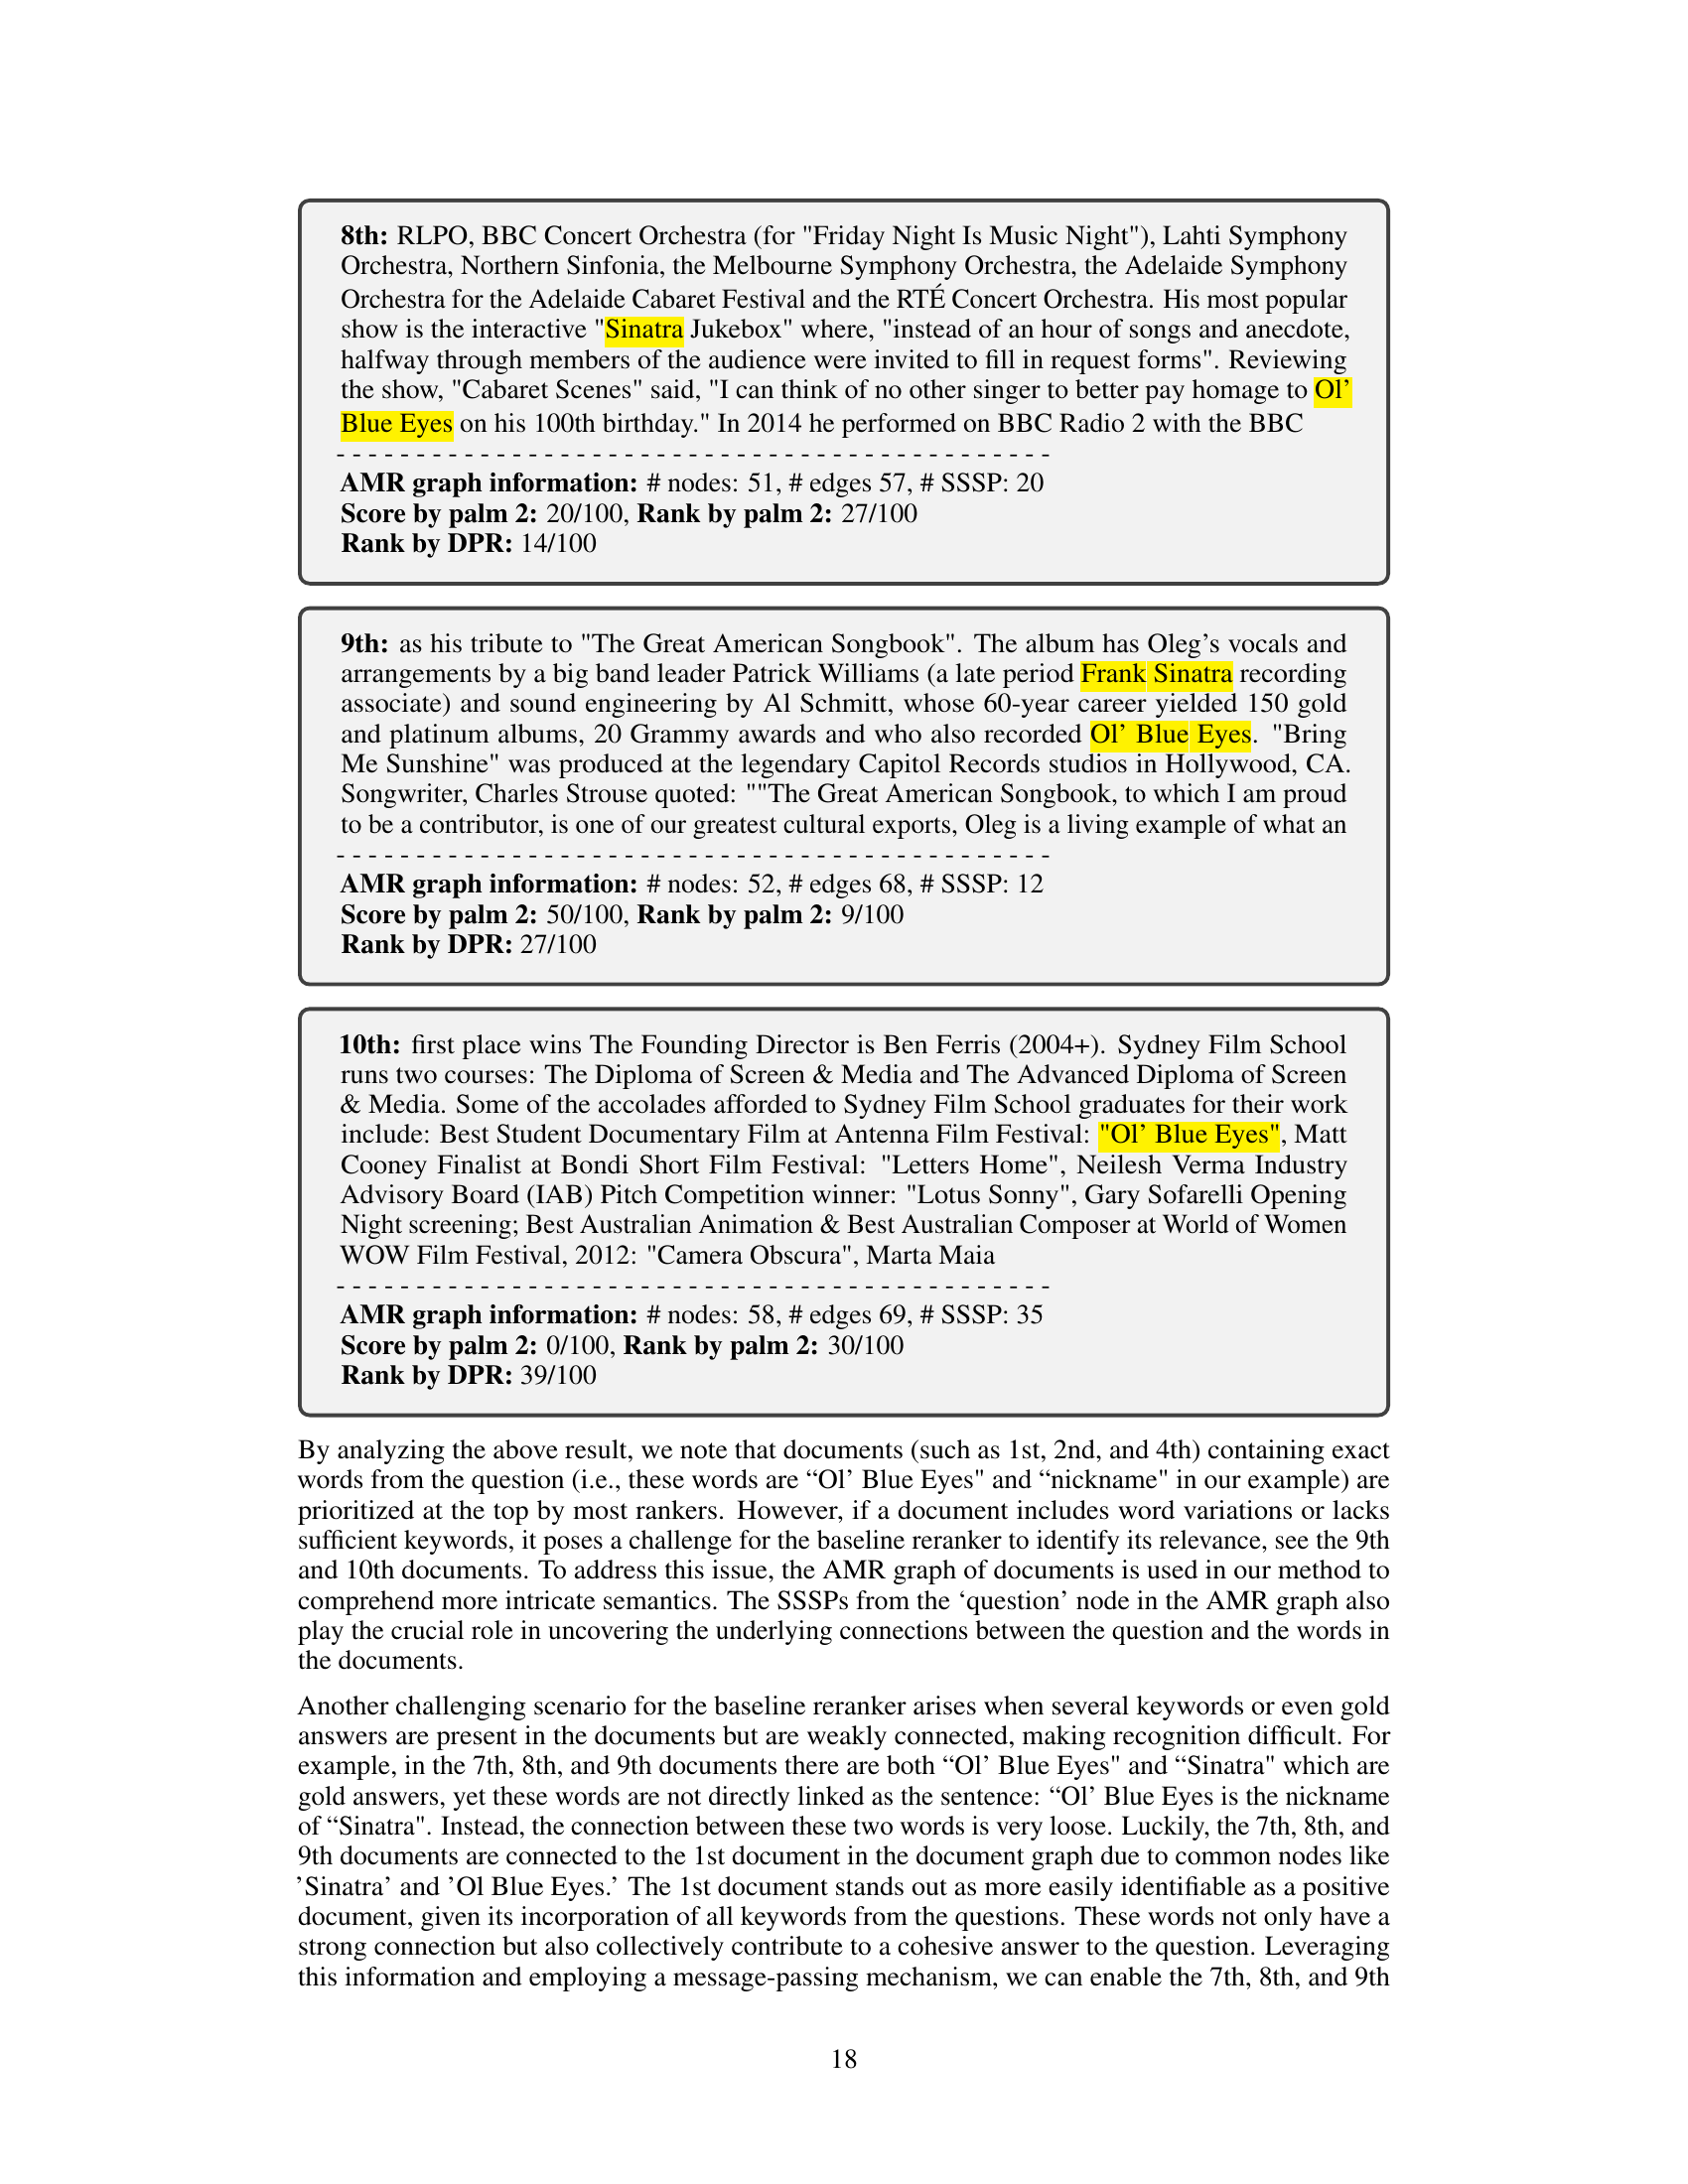 8th: RLPO, BBC Concert Orchestra (for "Friday Night Is Music Night"), Lahti Symphony
Orchestra, Northern Sinfonia, the Melbourne Symphony Orchestra, the Adelaide Symphony
Orchestra for the Adelaide Cabaret Festival and the RTÉ Concert Orchestra. His most popular
show is the interactive "Sinatra Jukebox" where, "instead of an hour of songs and anecdote,
halfway through members of the audience were invited to fill in request forms". Reviewing
the show, "Cabaret Scenes" said, "I can think of no other singer to better pay homage to Ol’
Blue Eyes on his 100th birthday." In 2014 he performed on BBC Radio 2 with the BBC
- - - - - - - - - - - - - - - - - - - - - - - - - - - - - - - - - - - - - - - - - - - - -
AMR graph information: # nodes: 51, # edges 57, # SSSP: 20
Score by palm 2: 20/100, Rank by palm 2: 27/100
Rank by DPR: 14/100
9th: as his tribute to "The Great American Songbook". The album has Oleg’s vocals and
arrangements by a big band leader Patrick Williams (a late period Frank Sinatra recording
associate) and sound engineering by Al Schmitt, whose 60-year career yielded 150 gold
and platinum albums, 20 Grammy awards and who also recorded Ol’ Blue Eyes. "Bring
Me Sunshine" was produced at the legendary Capitol Records studios in Hollywood, CA.
Songwriter, Charles Strouse quoted: ""The Great American Songbook, to which I am proud
to be a contributor, is one of our greatest cultural exports, Oleg is a living example of what an
- - - - - - - - - - - - - - - - - - - - - - - - - - - - - - - - - - - - - - - - - - - - -
AMR graph information: # nodes: 52, # edges 68, # SSSP: 12
Score by palm 2: 50/100, Rank by palm 2: 9/100
Rank by DPR: 27/100
10th: first place wins The Founding Director is Ben Ferris (2004+). Sydney Film School
runs two courses: The Diploma of Screen & Media and The Advanced Diploma of Screen
& Media. Some of the accolades afforded to Sydney Film School graduates for their work
include: Best Student Documentary Film at Antenna Film Festival: "Ol’ Blue Eyes", Matt
Cooney Finalist at Bondi Short Film Festival: "Letters Home", Neilesh Verma Industry
Advisory Board (IAB) Pitch Competition winner: "Lotus Sonny", Gary Sofarelli Opening
Night screening; Best Australian Animation & Best Australian Composer at World of Women
WOW Film Festival, 2012: "Camera Obscura", Marta Maia
- - - - - - - - - - - - - - - - - - - - - - - - - - - - - - - - - - - - - - - - - - - - -
AMR graph information: # nodes: 58, # edges 69, # SSSP: 35
Score by palm 2: 0/100, Rank by palm 2: 30/100
Rank by DPR: 39/100
By analyzing the above result, we note that documents (such as 1st, 2nd, and 4th) containing exact
words from the question (i.e., these words are “Ol’ Blue Eyes" and “nickname" in our example) are
prioritized at the top by most rankers. However, if a document includes word variations or lacks
sufficient keywords, it poses a challenge for the baseline reranker to identify its relevance, see the 9th
and 10th documents. To address this issue, the AMR graph of documents is used in our method to
comprehend more intricate semantics. The SSSPs from the ‘question’ node in the AMR graph also
play the crucial role in uncovering the underlying connections between the question and the words in
the documents.
Another challenging scenario for the baseline reranker arises when several keywords or even gold
answers are present in the documents but are weakly connected, making recognition difficult. For
example, in the 7th, 8th, and 9th documents there are both “Ol’ Blue Eyes" and “Sinatra" which are
gold answers, yet these words are not directly linked as the sentence: “Ol’ Blue Eyes is the nickname
of “Sinatra". Instead, the connection between these two words is very loose. Luckily, the 7th, 8th, and
9th documents are connected to the 1st document in the document graph due to common nodes like
’Sinatra’ and ’Ol Blue Eyes.’ The 1st document stands out as more easily identifiable as a positive
document, given its incorporation of all keywords from the questions. These words not only have a
strong connection but also collectively contribute to a cohesive answer to the question. Leveraging
this information and employing a message-passing mechanism, we can enable the 7th, 8th, and 9th
18